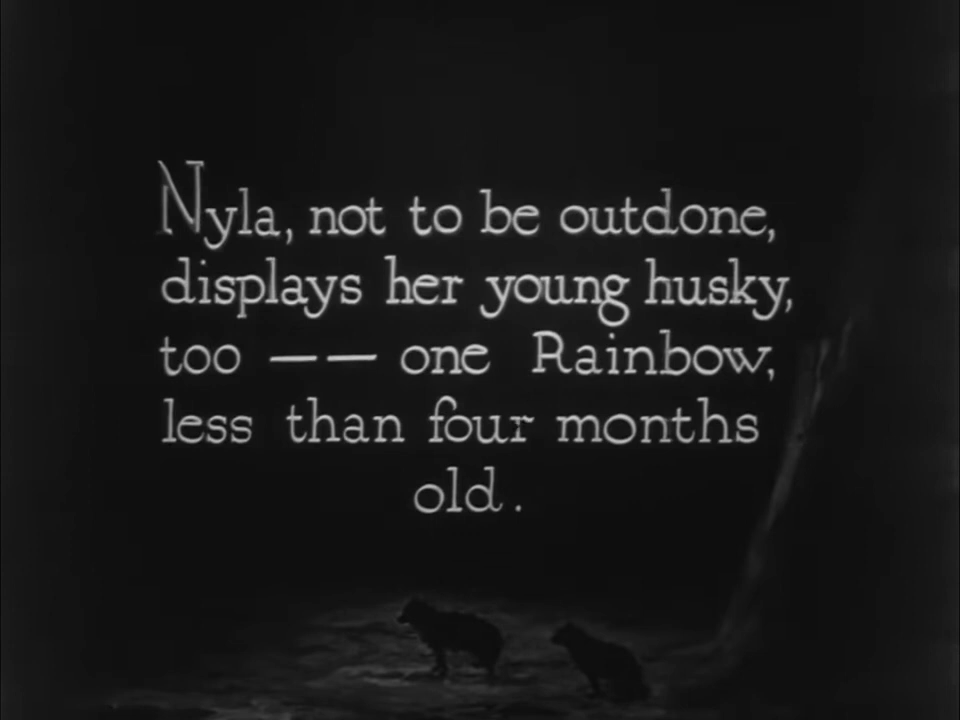 Nyla, not to be outdone,
displays her young husky,
too —— one Rainbow,
less than four months
old.